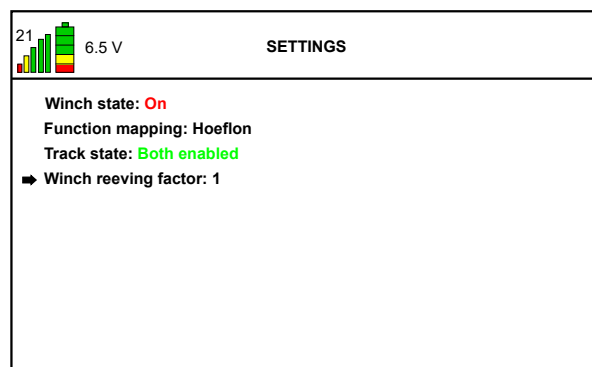 21
6.5 V
SETTINGS
Winch state: On
Function mapping: Hoeflon
Track state: Both enabled
Winch reeving factor: 1